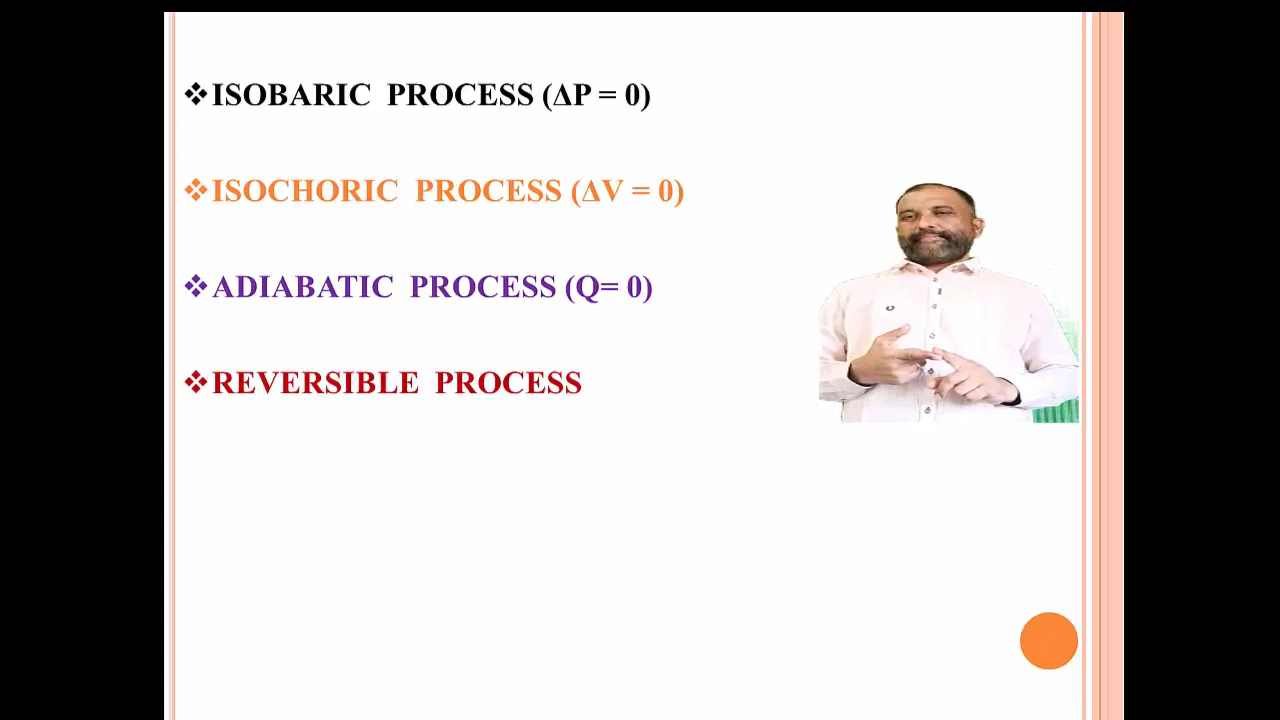 ❖ISOBARIC PROCESS (ΔP = 0)
❖ISOCHORIC PROCESS (ΔV = 0)
❖ADIABATIC PROCESS (Q= 0)
❖REVERSIBLE PROCESS